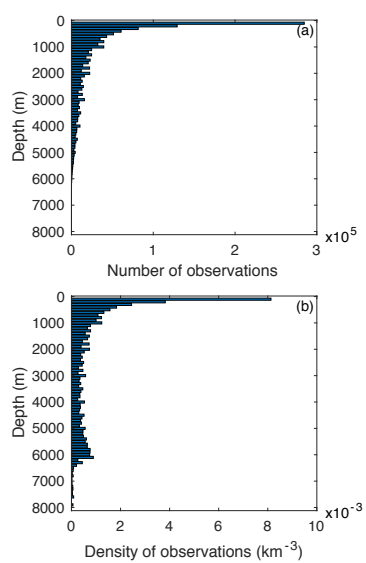 0
1000
2000
3000
4000
5000
6000
7000
8000
Depth (m)
(a)
0 1 2 3
x10^5
Number of observations
0
1000
2000
3000
4000
5000
6000
7000
8000
Depth (m)
(b)
0 2 4 6 8 10
x10^-3
Density of observations (km^-3)